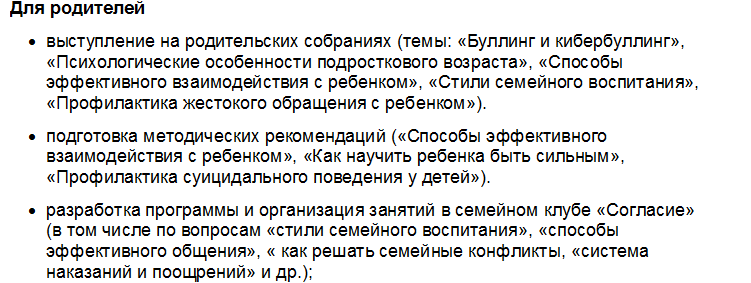 Для родителей
• выступление на родительских собраниях (темы: «Буллинг и кибербуллинг»,
«Психологические особенности подросткового возраста», «Способы
эффективного взаимодействия с ребенком», «Стили семейного воспитания»,
«Профилактика жестокого обращения с ребенком»).
• подготовка методических рекомендаций («Способы эффективного
взаимодействия с ребенком», «Как научить ребенка быть сильным»,
«Профилактика суицидального поведения у детей»).
• разработка программы и организация занятий в семейном клубе «Согласие»
(в том числе по вопросам «стили семейного воспитания», «способы
эффективного общения», « как решать семейные конфликты, «система
наказаний и поощрений» и др.);